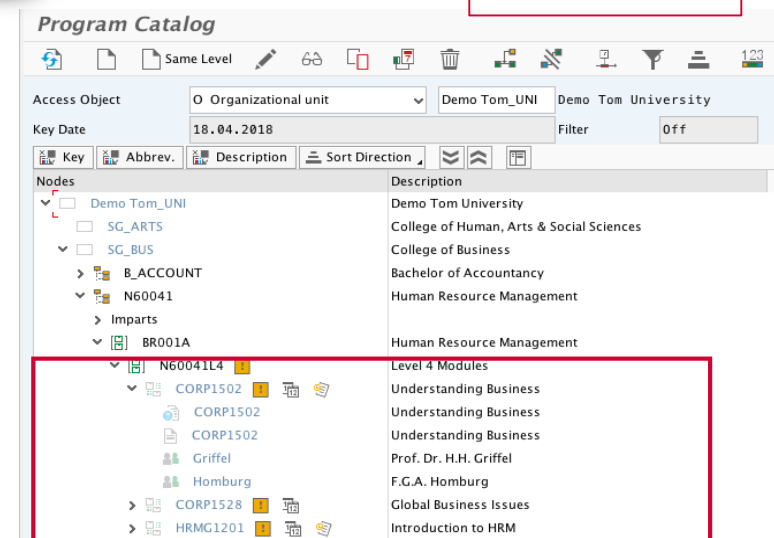 Program Catalog
Same Level 7 123
Access Object O Organizational unit Demo Tom_UNI Demo Tom University
Key Date 18.04.2018 Filter Off
Key Abbrev. Description Sort Direction
Nodes Description
Demo Tom_UNI Demo Tom University
SG_ARTS College of Human, Arts & Social Sciences
SG_BUS College of Business
B_ACCOUNT Bachelor of Accountancy
N60041 Human Resource Management
Imparts
BR001A Human Resource Management
N60041L4 ! Level 4 Modules
CORP1502 ! 12 Understanding Business
CORP1502 Understanding Business
CORP1502 Understanding Business
Griffel Prof. Dr. H.H. Griffel
Homburg F.G.A. Homburg
CORP1528 ! 12 Global Business Issues
HRMG1201 ! 12 Introduction to HRM